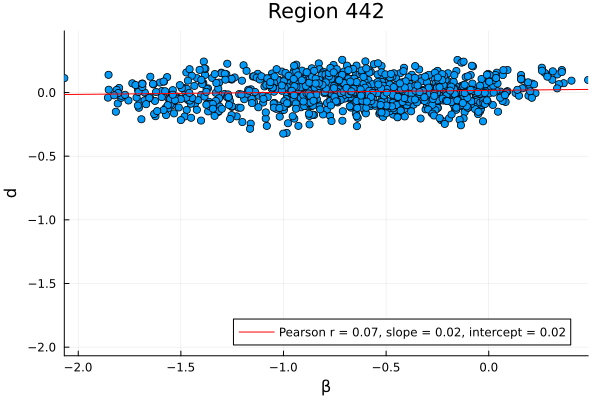 Region 442
0.0
−0.5
−1.0
−1.5
−2.0
d
Pearson r = 0.07, slope = 0.02, intercept = 0.02
−2.0 −1.5 −1.0 −0.5 0.0
β